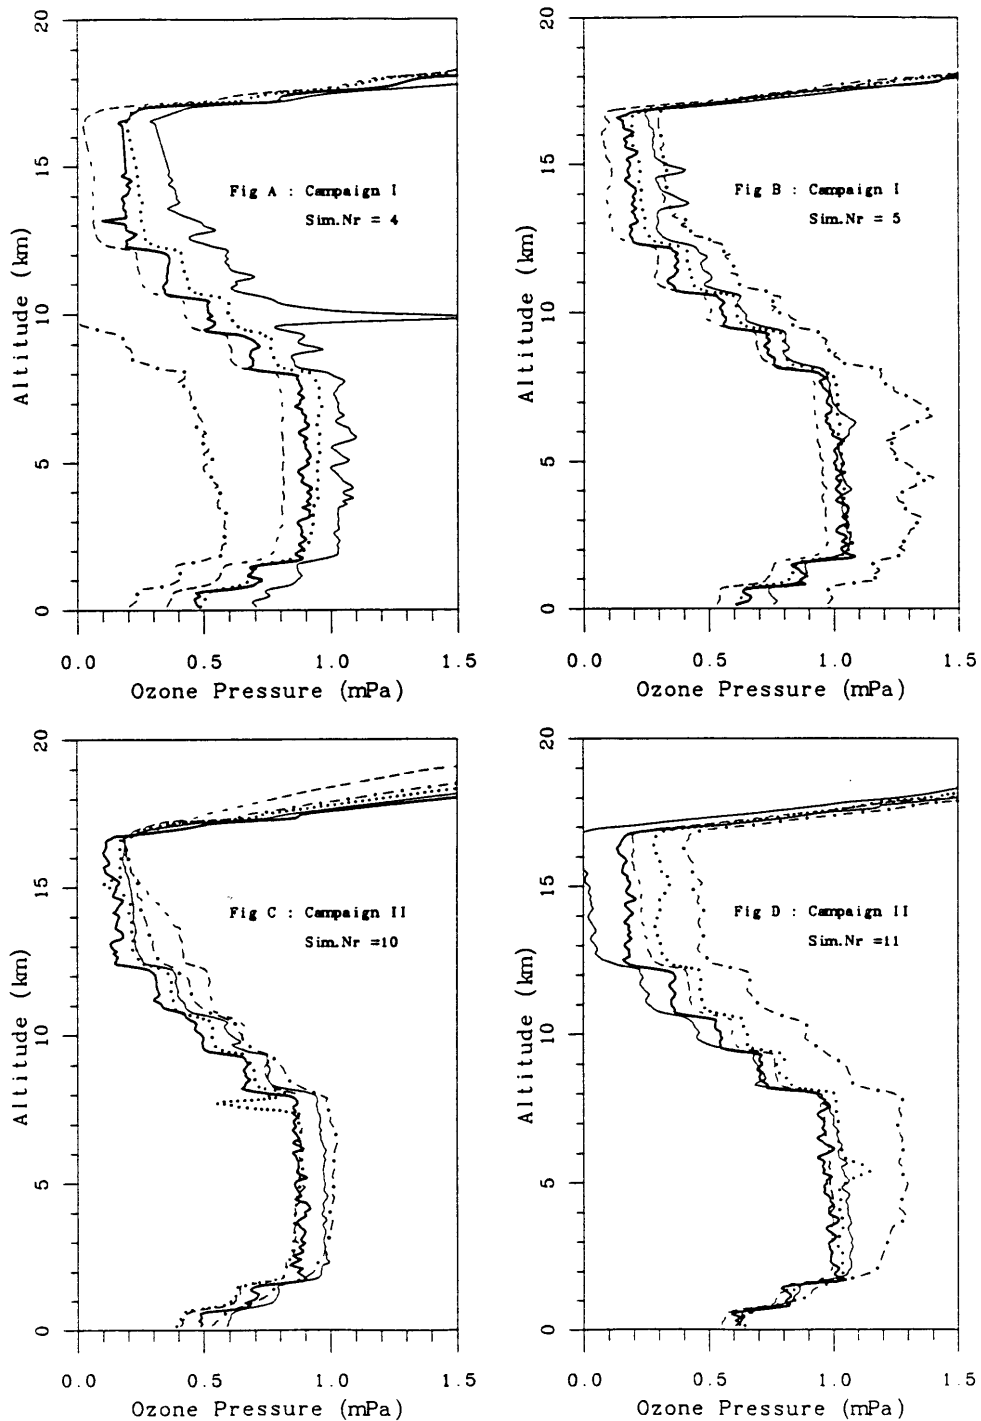 20
15
10
5
0
Altitude (km)
Fig A : Campaign I
Sim.Nr = 4
0.0 0.5 1.0 1.5
Ozone Pressure (mPa)
20
15
10
5
0
Altitude (km)
Fig B : Campaign I
Sim.Nr = 5
0.0 0.5 1.0 1.5
Ozone Pressure (mPa)
20
15
10
5
0
Altitude (km)
Fig C : Campaign II
Sim.Nr =10
0.0 0.5 1.0 1.5
Ozone Pressure (mPa)
20
15
10
5
0
Altitude (km)
Fig D : Campaign II
Sim.Nr =11
0.0 0.5 1.0 1.5
Ozone Pressure (mPa)